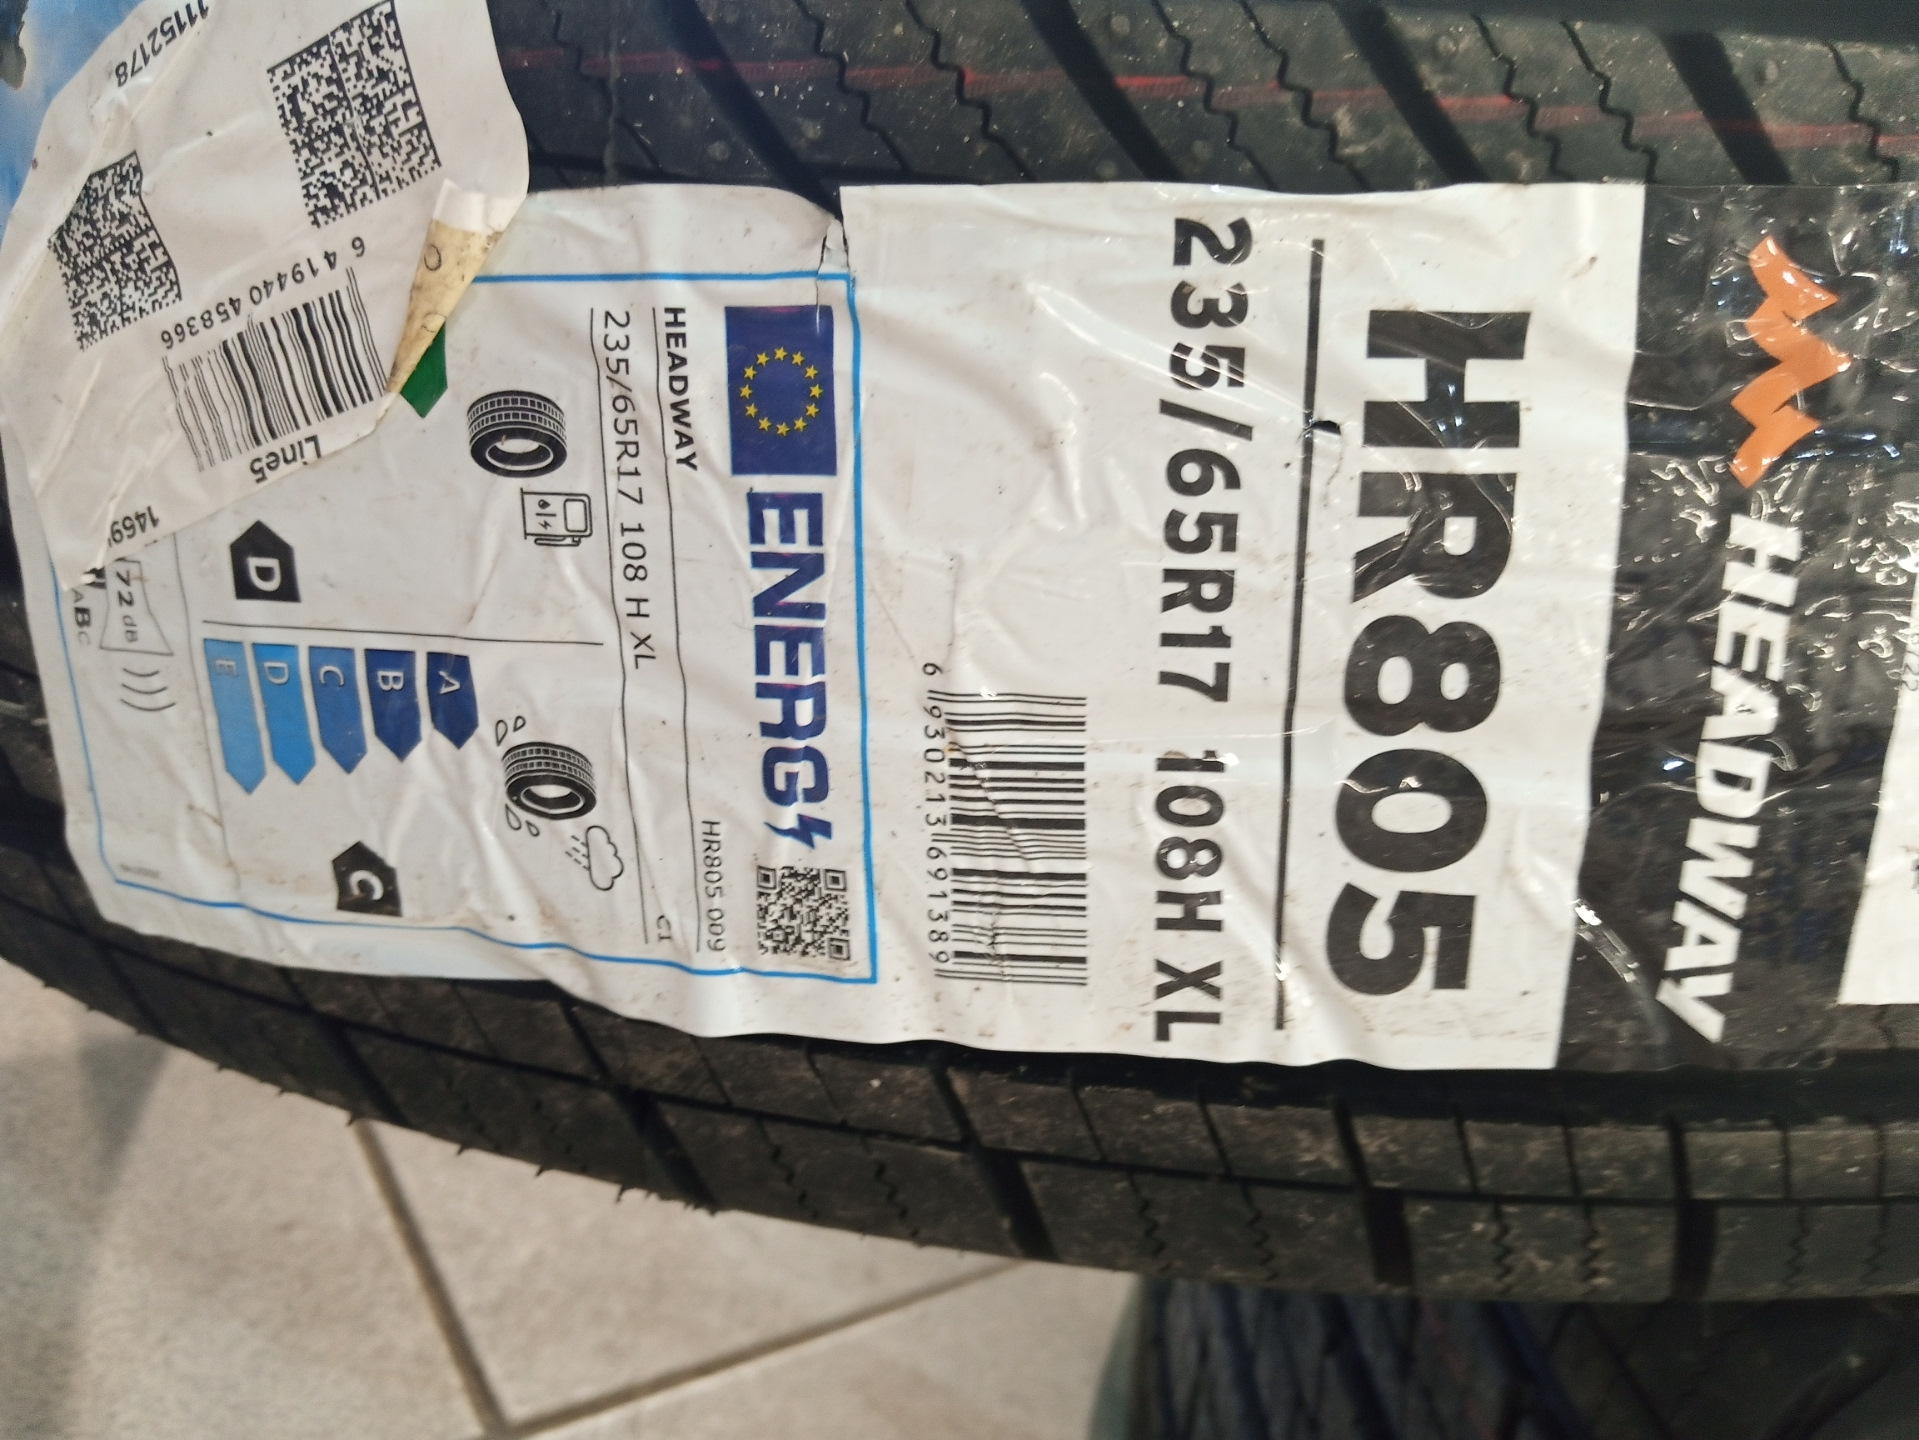 HEADWAY
HR805
235/65R17 108H XL
6 930213 691389
ENERG
HEADWAY
HR805 009
235/65R17 108 H XL
C1
A
B
C
D
E
D
C
72 dB
ABC
11152178
6 419440 458366
Line5